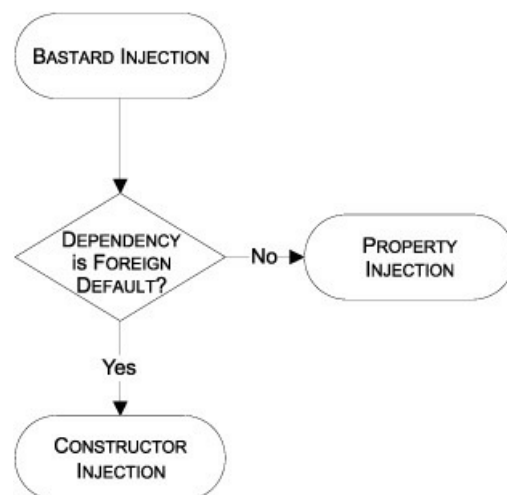 BASTARD INJECTION
DEPENDENCY
is FOREIGN
DEFAULT?
No
PROPERTY
INJECTION
Yes
CONSTRUCTOR
INJECTION